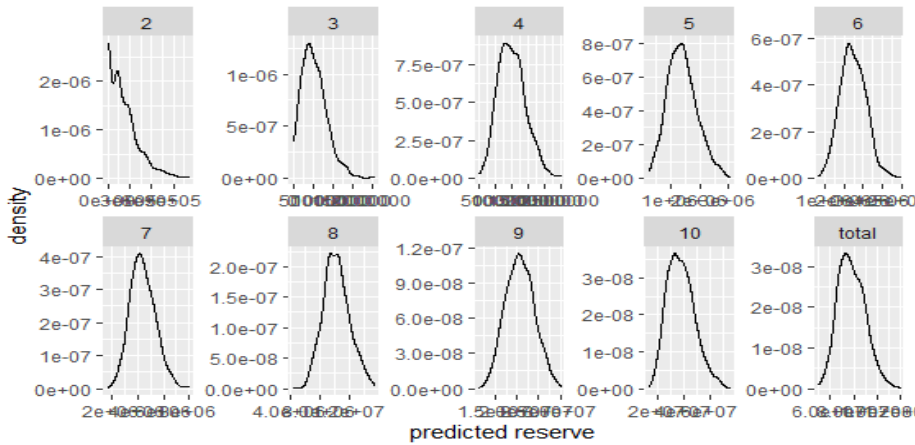 2 3 4 5 6
2e-06
1e-06
0e+00
1e-06
5e-07
0e+00
7.5e-07
5.0e-07
2.5e-07
0.0e+00
8e-07
6e-07
4e-07
2e-07
0e+00
6e-07
4e-07
2e-07
0e+00
density
7 8 9 10 total
4e-07
3e-07
2e-07
1e-07
0e+00
2.0e-07
1.5e-07
1.0e-07
5.0e-08
0.0e+00
1.2e-07
9.0e-08
6.0e-08
3.0e-08
0.0e+00
3e-08
2e-08
1e-08
0e+00
3e-08
2e-08
1e-08
0e+00
predicted reserve